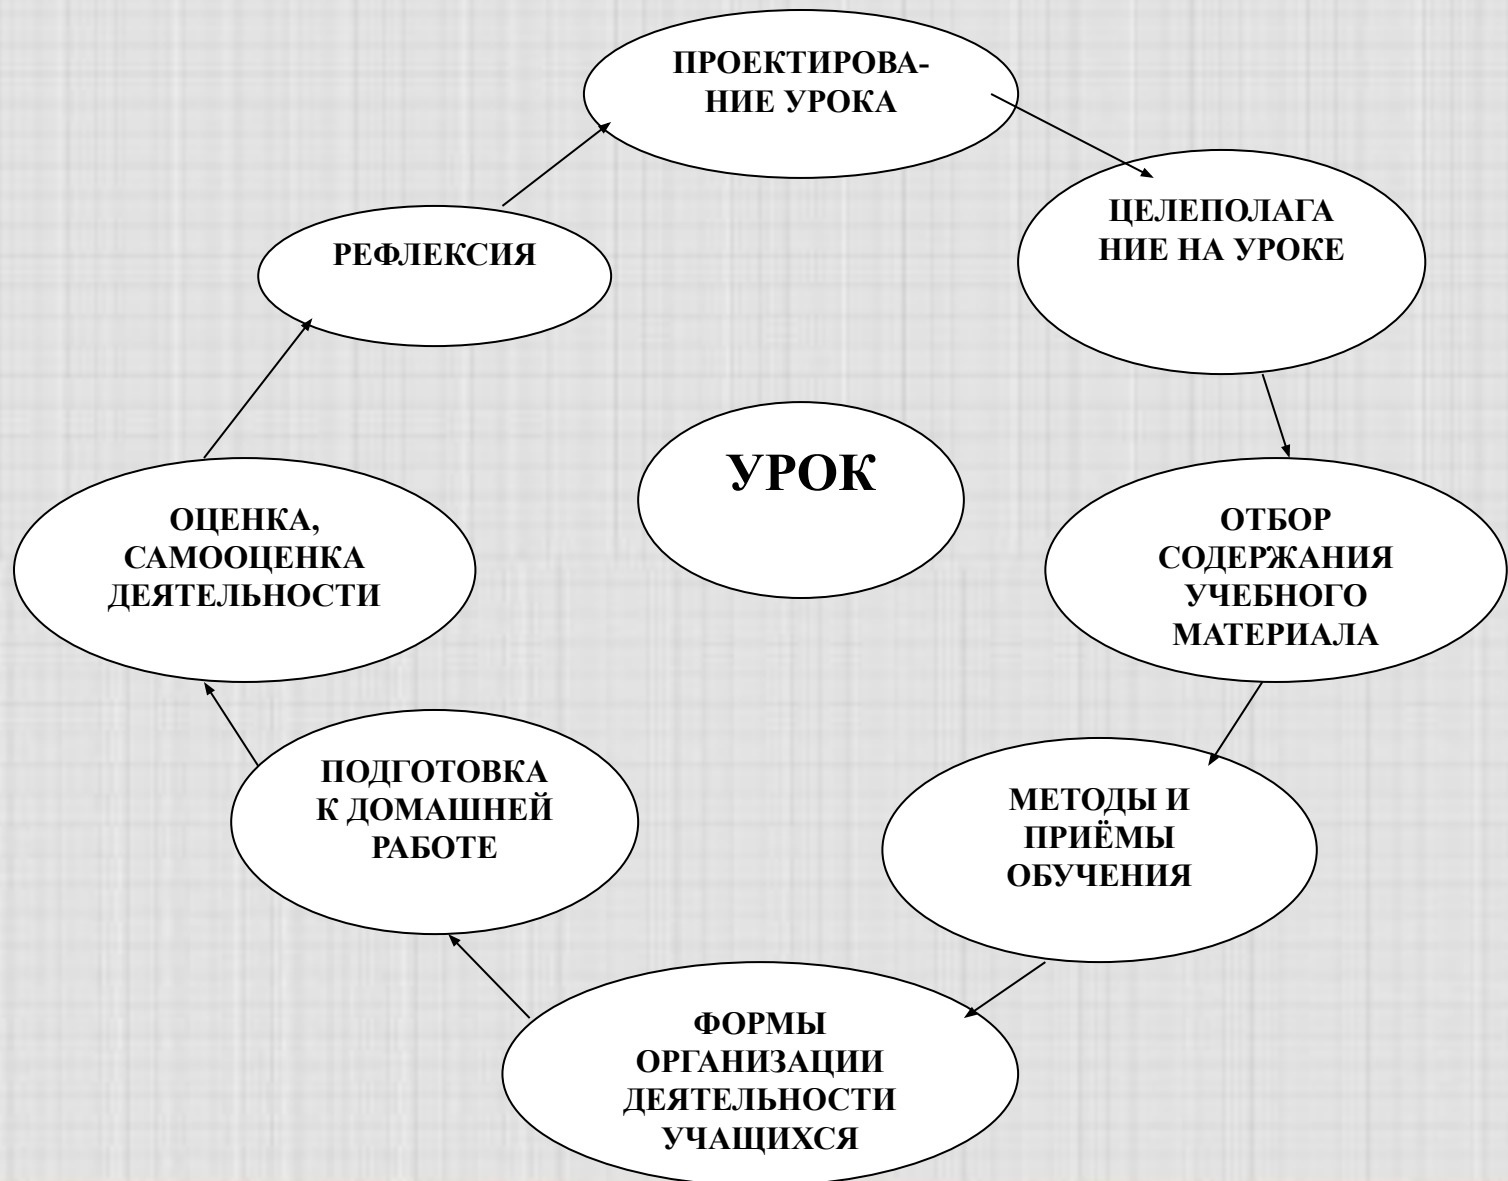 ПРОЕКТИРОВА-
НИЕ УРОКА
ЦЕЛЕПОЛАГА
НИЕ НА УРОКЕ
ОТБОР
СОДЕРЖАНИЯ
УЧЕБНОГО
МАТЕРИАЛА
МЕТОДЫ И
ПРИЁМЫ
ОБУЧЕНИЯ
ФОРМЫ
ОРГАНИЗАЦИИ
ДЕЯТЕЛЬНОСТИ
УЧАЩИХСЯ
ПОДГОТОВКА
К ДОМАШНЕЙ
РАБОТЕ
ОЦЕНКА,
САМООЦЕНКА
ДЕЯТЕЛЬНОСТИ
РЕФЛЕКСИЯ
УРОК